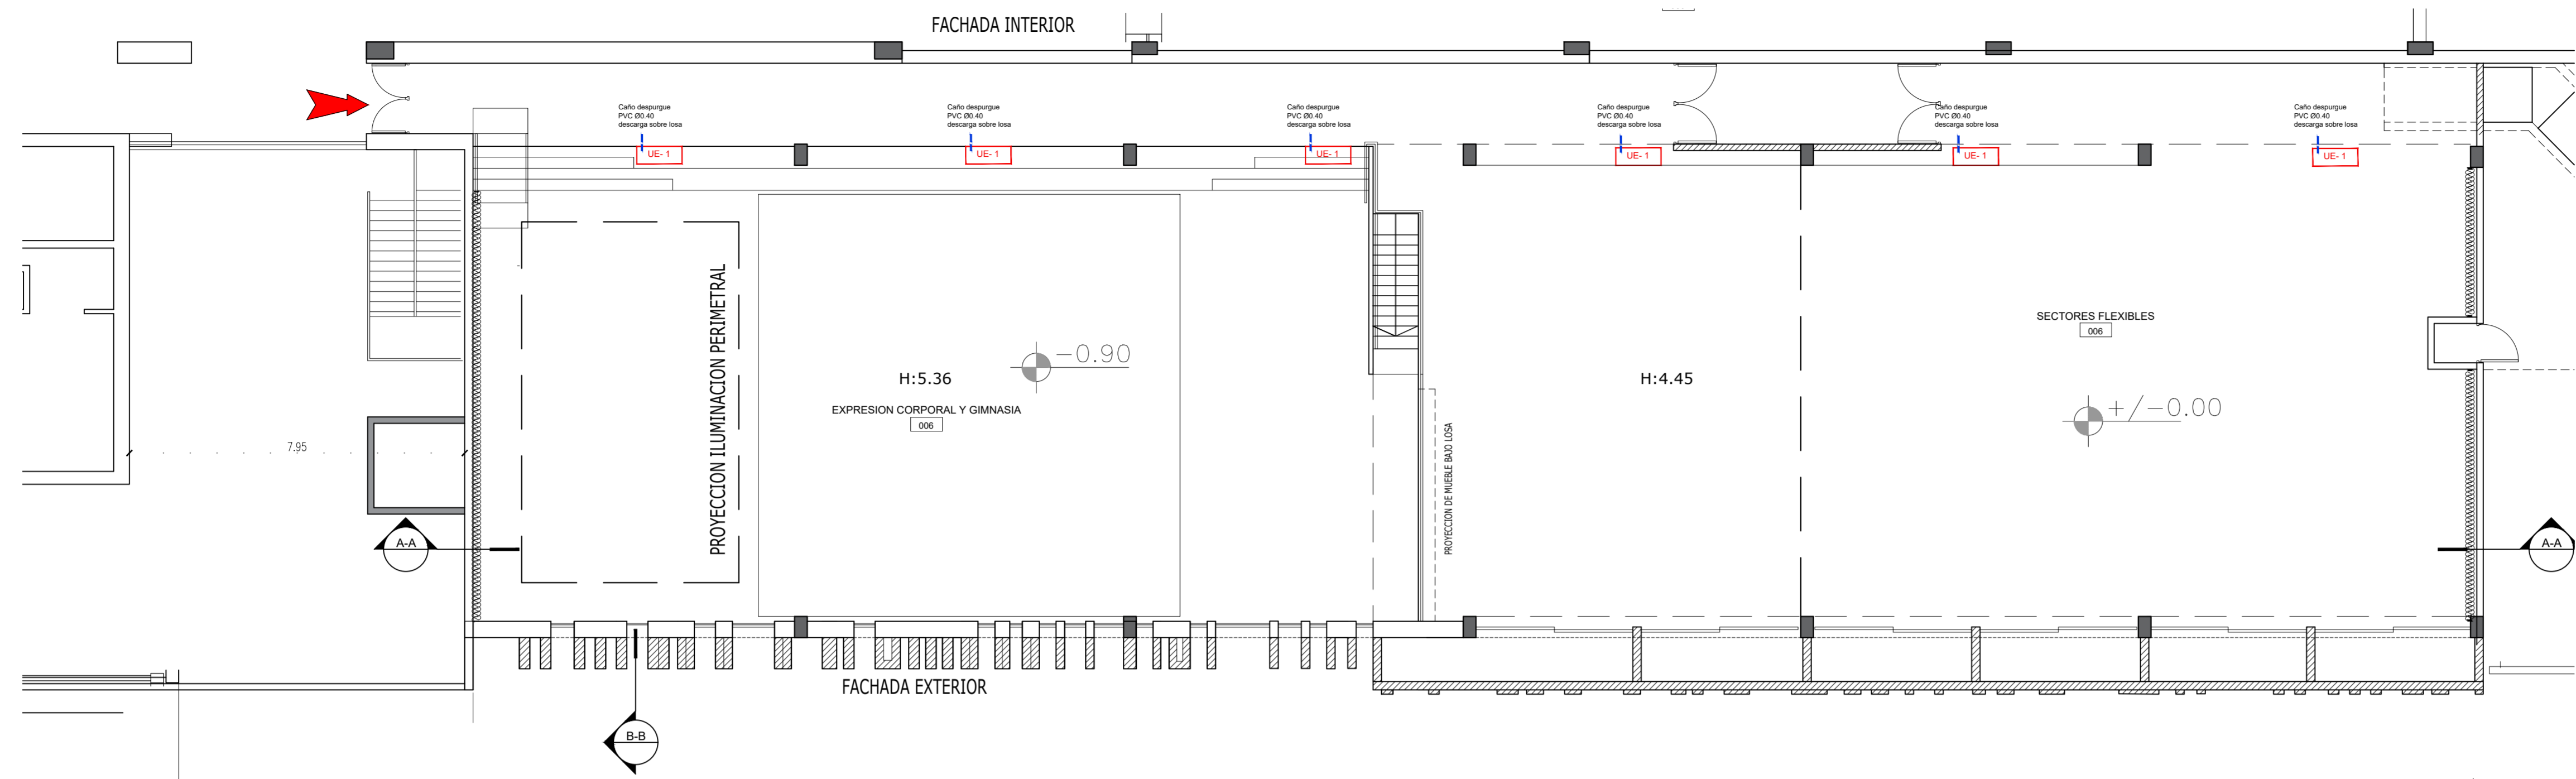 FACHADA INTERIOR
Caño despurgue
PVC Ø0.40
descarga sobre losa
UE- 1
Caño despurgue
PVC Ø0.40
descarga sobre losa
UE- 1
Caño despurgue
PVC Ø0.40
descarga sobre losa
UE- 1
Caño despurgue
PVC Ø0.40
descarga sobre losa
UE- 1
Caño despurgue
PVC Ø0.40
descarga sobre losa
UE- 1
Caño despurgue
PVC Ø0.40
descarga sobre losa
UE- 1
PROYECCION ILUMINACION PERIMETRAL
H:5.36
-0.90
EXPRESION CORPORAL Y GIMNASIA
006
H:4.45
SECTORES FLEXIBLES
006
+/-0.00
7.95
PROYECCION DE MUEBLE BAJO LOSA
A-A
A-A
FACHADA EXTERIOR
B-B